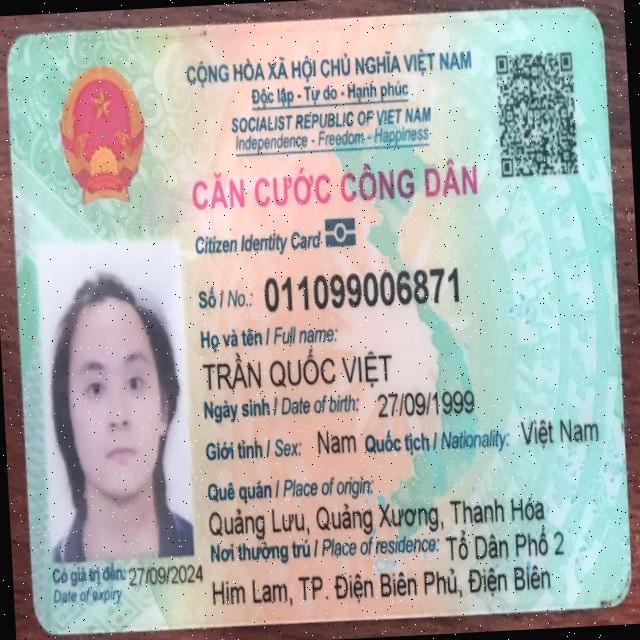 CỘNG HÒA XÃ HỘI CHỦ NGHĨA VIỆT NAM
Độc lập - Tự do - Hạnh phúc
SOCIALIST REPUBLIC OF VIET NAM
Independence - Freedom - Happiness
CĂN CƯỚC CÔNG DÂN
Citizen Identity Card
Số / No.: 011099006871
Họ và tên / Full name:
TRẦN QUỐC VIỆT
Ngày sinh / Date of birth: 27/09/1999
Giới tính / Sex: Nam Quốc tịch / Nationality: Việt Nam
Quê quán / Place of origin:
Quảng Lưu, Quảng Xương, Thanh Hóa
Nơi thường trú / Place of residence: Tổ Dân Phố 2
Him Lam, TP. Điện Biên Phủ, Điện Biên
Có giá trị đến: 27/09/2024
Date of expiry